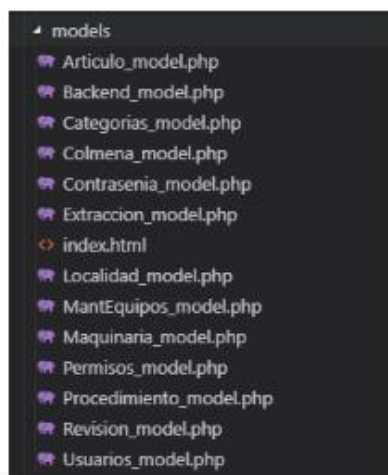 models
Articulo_model.php
Backend_model.php
Categorias_model.php
Colmena_model.php
Contrasenia_model.php
Extraccion_model.php
index.html
Localidad_model.php
MantEquipos_model.php
Maquinaria_model.php
Permisos_model.php
Procedimiento_model.php
Revision_model.php
Usuarios_model.php